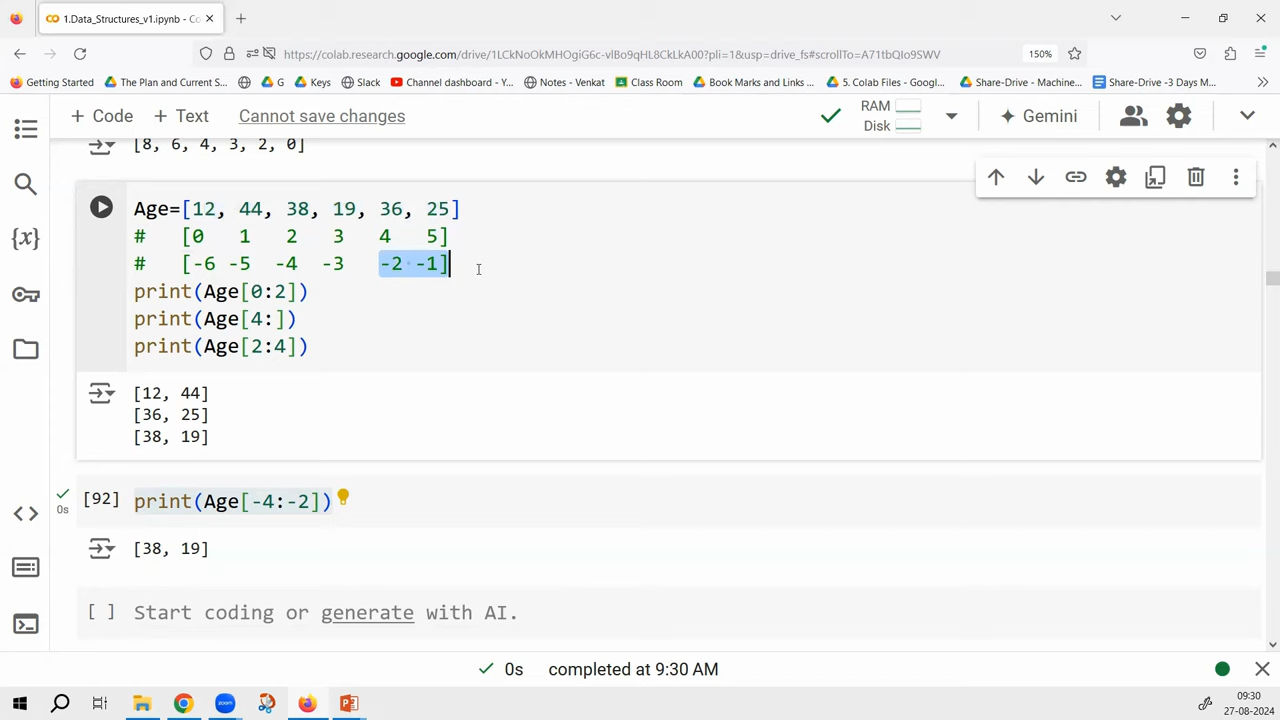 1.Data_Structures_v1.ipynb - Co
https://colab.research.google.com/drive/1LCkNoOkMHOgiG6c-vlBo9qHL8CkLkA00?pli=1&usp=drive_fs#scrollTo=A71tbQIo9SWV
150%
Getting Started
The Plan and Current S...
G
Keys
Slack
Channel dashboard - Y...
Notes - Venkat
Class Room
Book Marks and Links ...
5. Colab Files - Googl...
Share-Drive - Machine...
Share-Drive -3 Days M...
+ Code + Text Cannot save changes
RAM
Disk
Gemini
[8, 6, 4, 3, 2, 0]
Age=[12, 44, 38, 19, 36, 25]
# [0 1 2 3 4 5]
# [-6 -5 -4 -3 -2 -1]
print(Age[0:2])
print(Age[4:])
print(Age[2:4])
[12, 44]
[36, 25]
[38, 19]
[92] print(Age[-4:-2])
0s
[38, 19]
[ ] Start coding or generate with AI.
0s completed at 9:30 AM
09:30
27-08-2024